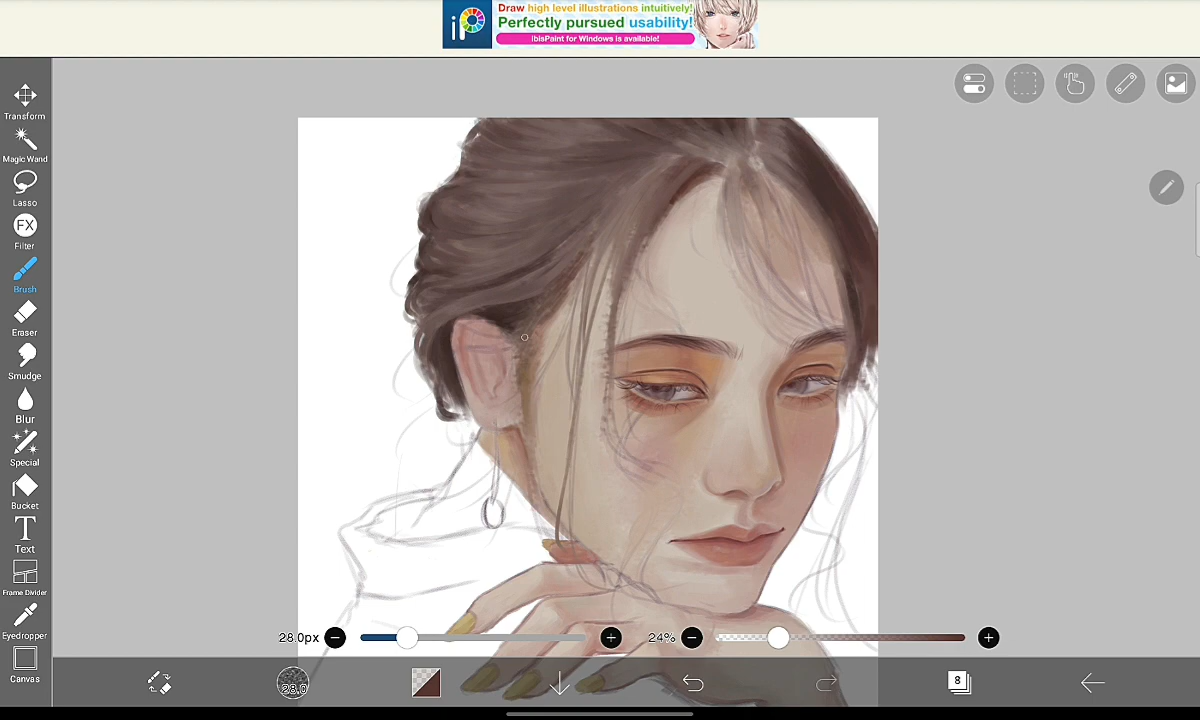 iP
Draw high level illustrations intuitively!
Perfectly pursued usability!
ibisPaint for Windows is available!
Transform
Magic Wand
Lasso
FX
Filter
Brush
Eraser
Smudge
Blur
Special
Bucket
T
Text
Frame Divider
Eyedropper
Canvas
28.0px
24%
28.0
8